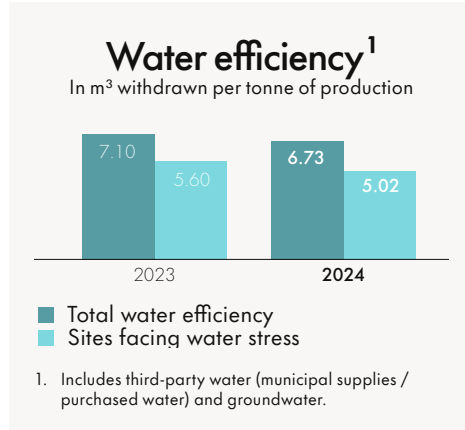 Water efficiency¹
In m³ withdrawn per tonne of production
7.10
5.60
6.73
5.02
2023
2024
Total water efficiency
Sites facing water stress
1. Includes third-party water (municipal supplies /
purchased water) and groundwater.